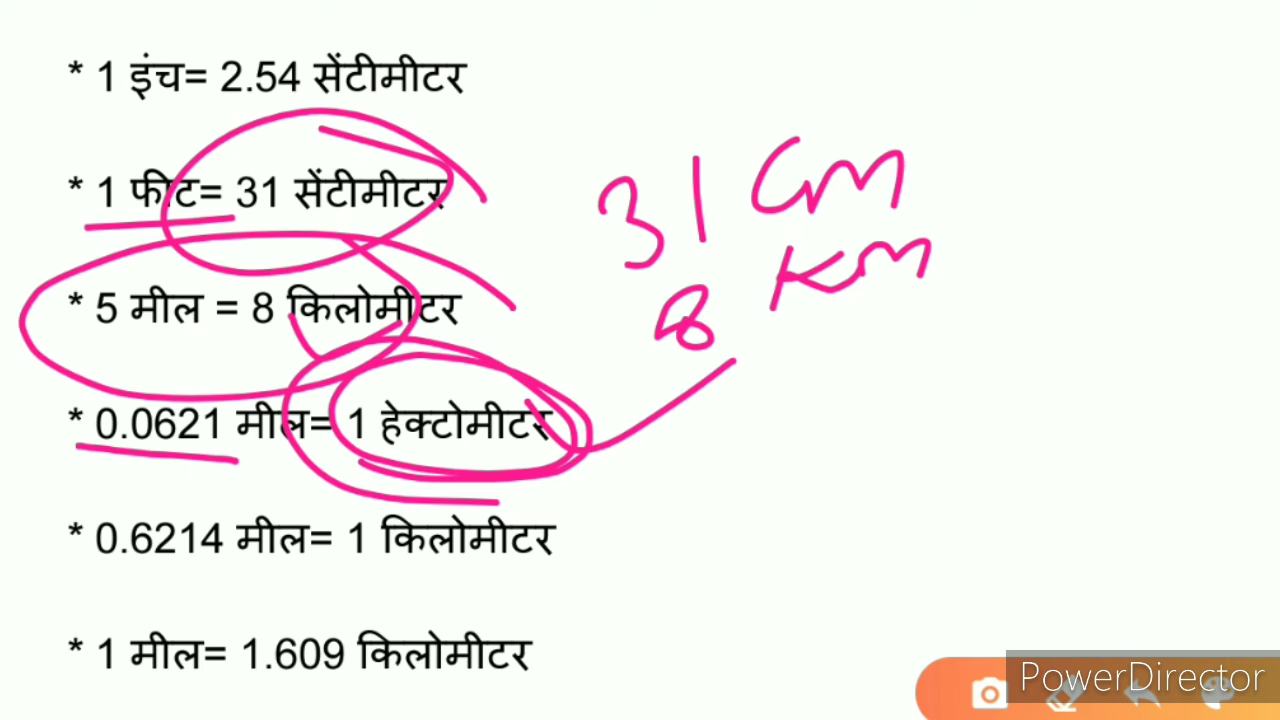 * 1 इंच= 2.54 सेंटीमीटर
* 1 फीट= 31 सेंटीमीटर
31 cm
* 5 मील = 8 किलोमीटर
8 km
* 0.0621 मील= 1 हेक्टोमीटर
* 0.6214 मील= 1 किलोमीटर
* 1 मील= 1.609 किलोमीटर
PowerDirector